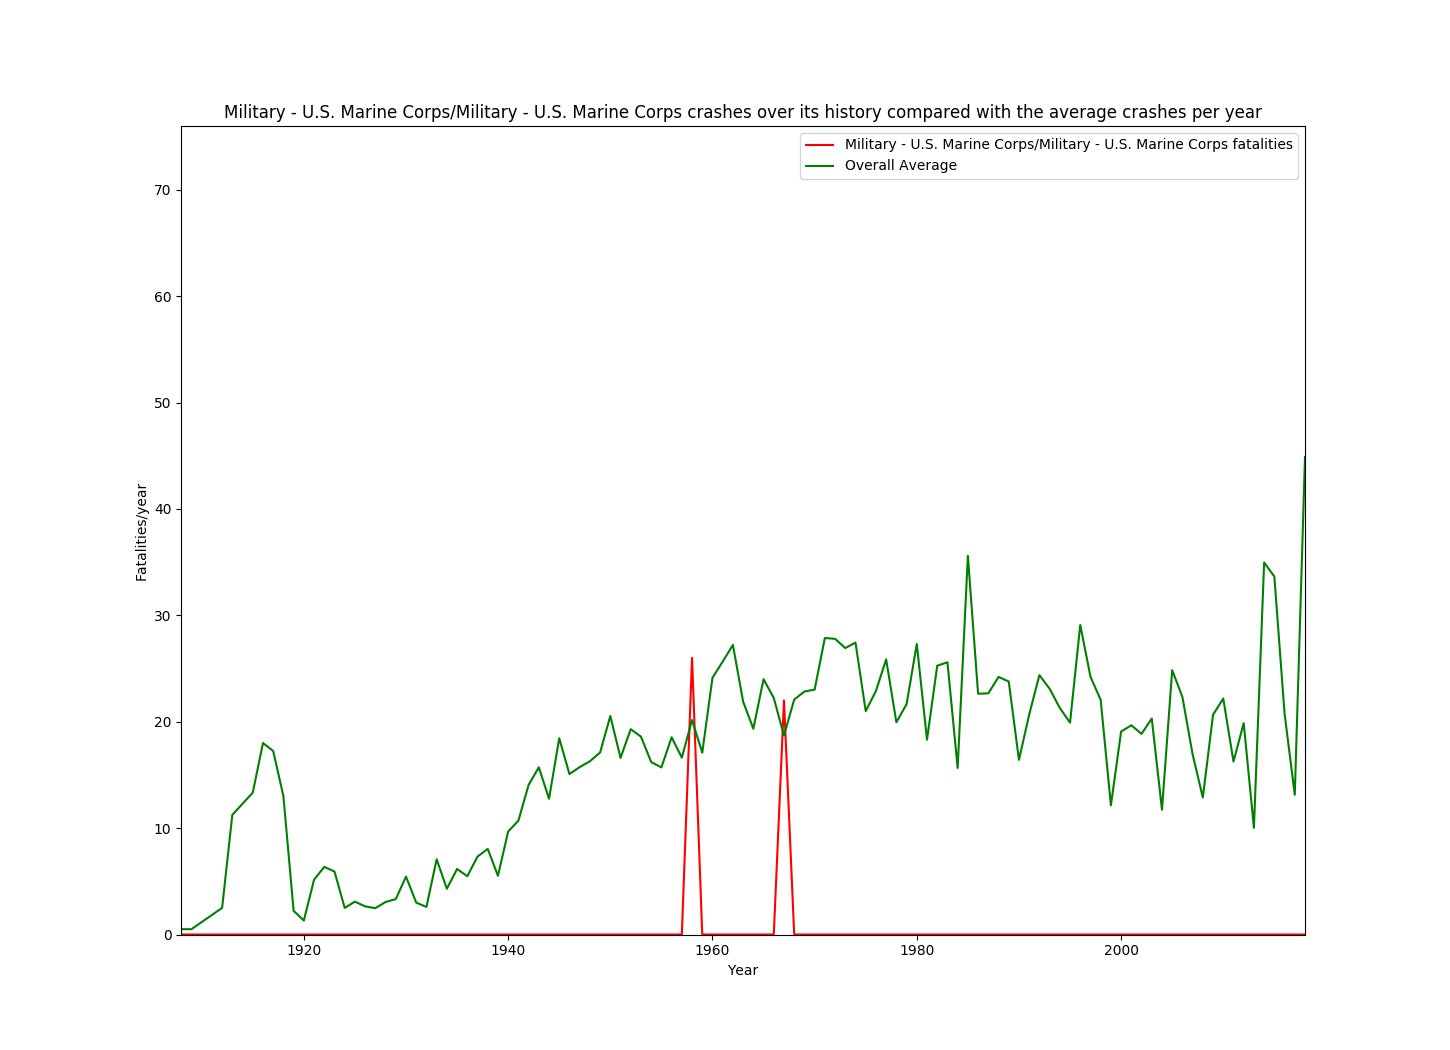 Military - U.S. Marine Corps/Military - U.S. Marine Corps crashes over its history compared with the average crashes per year
Military - U.S. Marine Corps/Military - U.S. Marine Corps fatalities
Overall Average
70
60
50
40
30
20
10
0
Fatalities/year
1920 1940 1960 1980 2000
Year